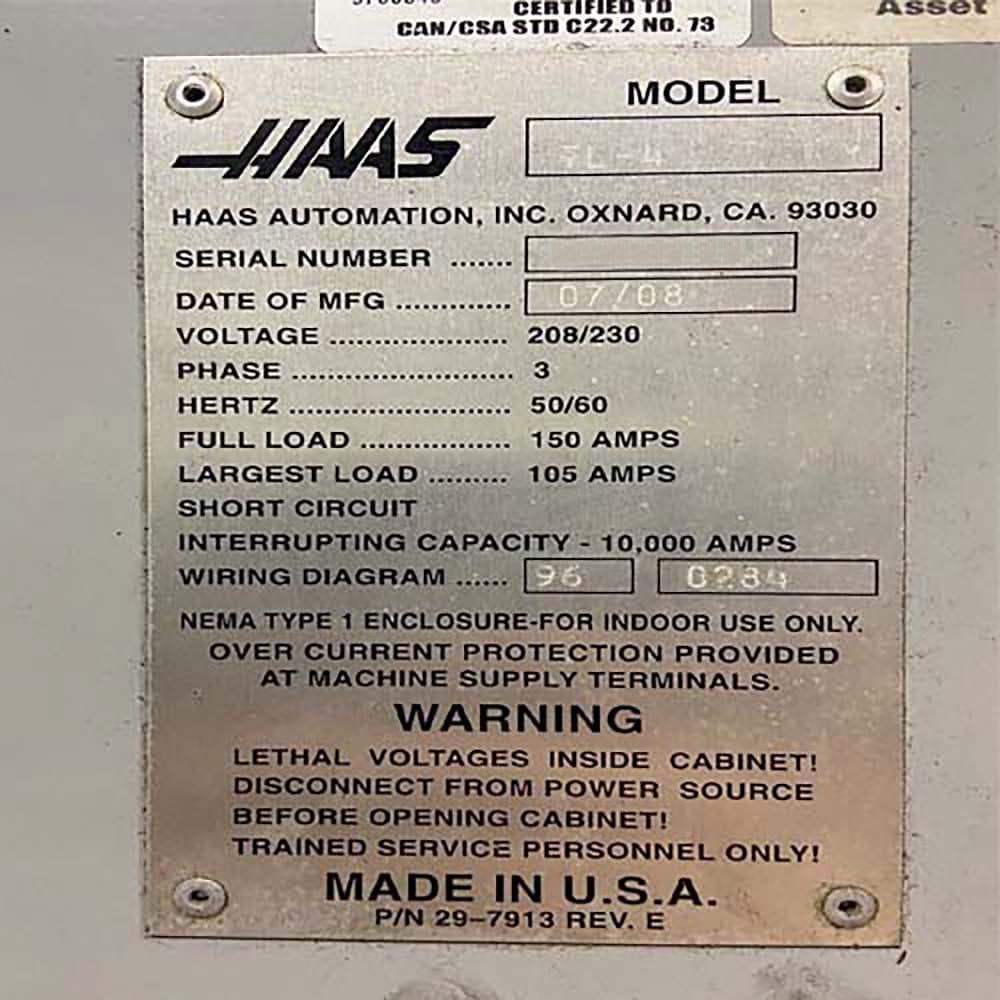 CERTIFIED TO
CAN/CSA STD C22.2 NO. 73
Asset
MODEL
HAAS
HAAS AUTOMATION, INC. OXNARD, CA. 93030
SERIAL NUMBER .......
DATE OF MFG ............. 07/08
VOLTAGE .................... 208/230
PHASE ......................... 3
HERTZ ......................... 50/60
FULL LOAD ................. 150 AMPS
LARGEST LOAD ......... 105 AMPS
SHORT CIRCUIT
INTERRUPTING CAPACITY - 10,000 AMPS
WIRING DIAGRAM ...... 96 0284
NEMA TYPE 1 ENCLOSURE-FOR INDOOR USE ONLY.
OVER CURRENT PROTECTION PROVIDED
AT MACHINE SUPPLY TERMINALS.
WARNING
LETHAL VOLTAGES INSIDE CABINET!
DISCONNECT FROM POWER SOURCE
BEFORE OPENING CABINET!
TRAINED SERVICE PERSONNEL ONLY!
MADE IN U.S.A.
P/N 29-7913 REV. E